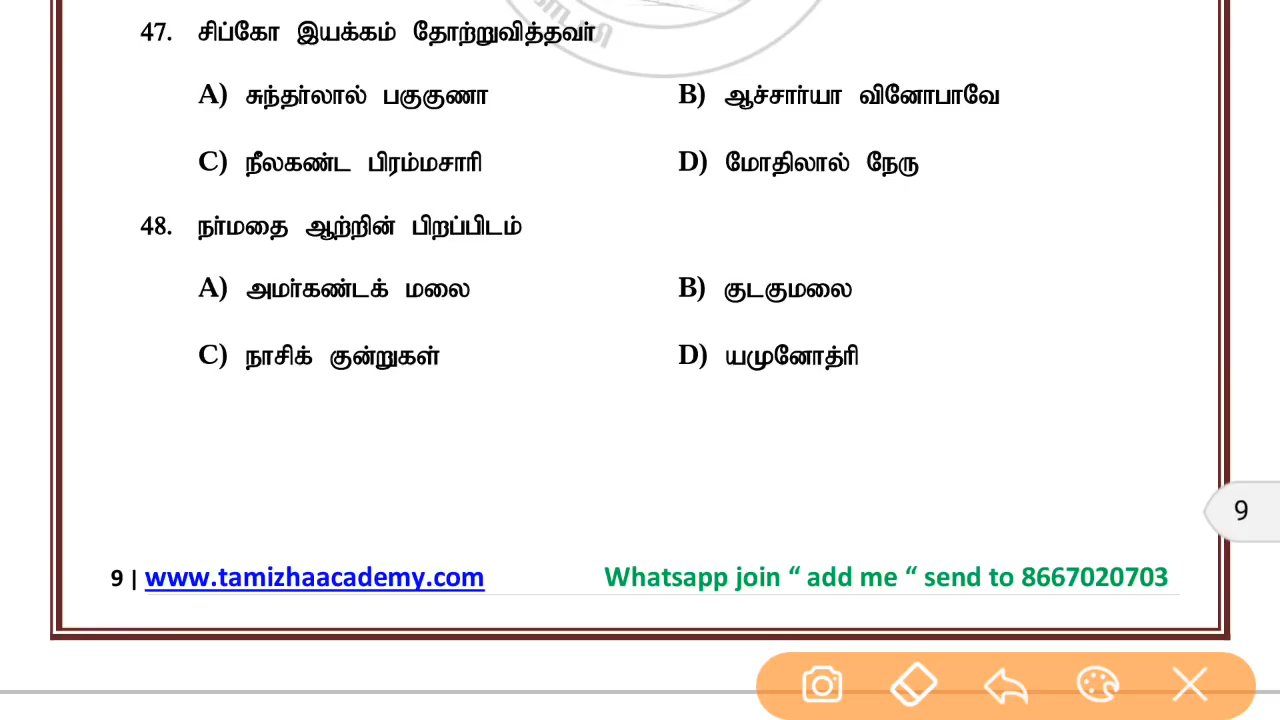 47. சிப்கோ இயக்கம் தோற்றுவித்தவர்
A) சுந்தர்லால் பகுகுணா B) ஆச்சார்யா வினோபாவே
C) நீலகண்ட பிரம்மசாரி D) மோதிலால் நேரு
48. நர்மதை ஆற்றின் பிறப்பிடம்
A) அமர்கண்டக் மலை B) குடகுமலை
C) நாசிக் குன்றுகள் D) யமுனோத்ரி
9
9 | www.tamizhaacademy.com Whatsapp join “ add me “ send to 8667020703